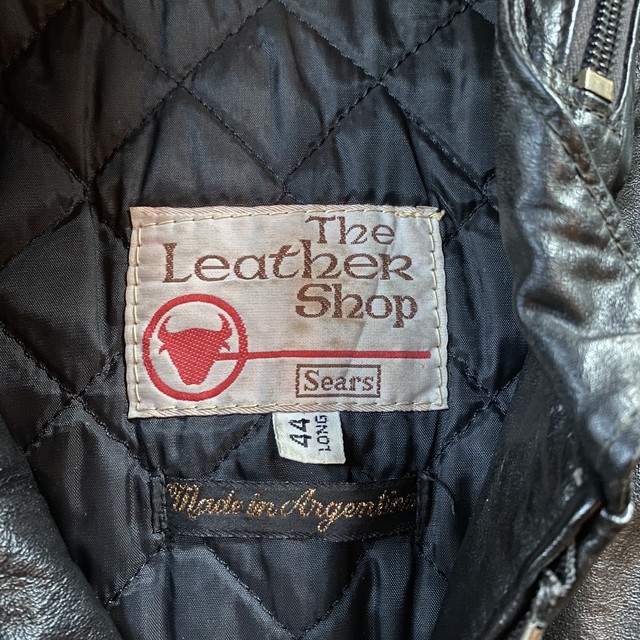 The
Leather
Shop
Sears
44
LONG
Made in Argentina